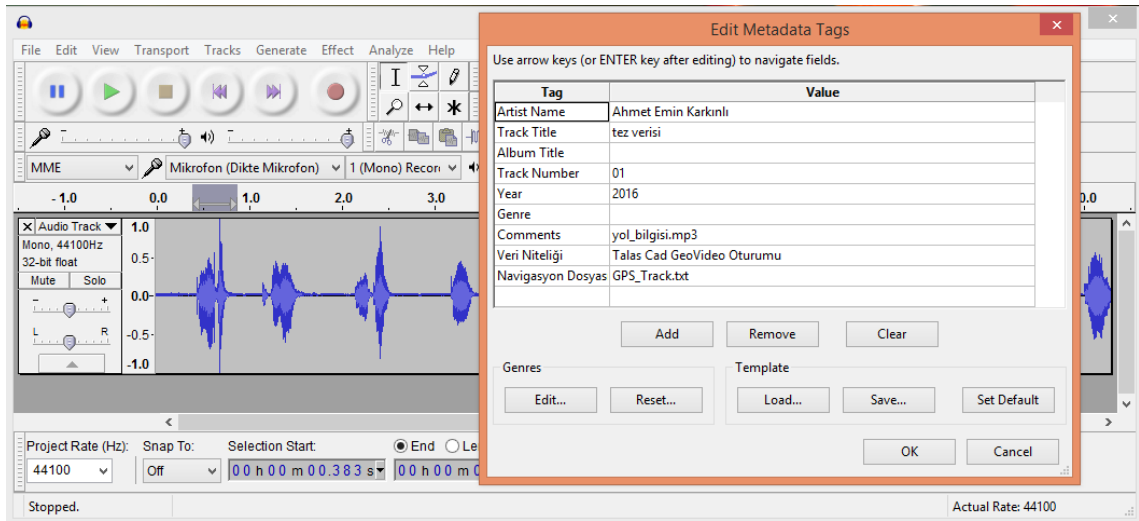 File Edit View Transport Tracks Generate Effect Analyze Help
MME Mikrofon (Dikte Mikrofon) 1 (Mono) Recor
- 1.0 0.0 1.0 2.0 3.0
Audio Track
Mono, 44100Hz
32-bit float
Mute Solo
- +
L R
1.0
0.5
0.0
-0.5
-1.0
Project Rate (Hz): Snap To: Selection Start: End Le
44100 Off 00 h 00 m 00.383 s 00 h 00 m 0
Stopped. Actual Rate: 44100
Edit Metadata Tags
Use arrow keys (or ENTER key after editing) to navigate fields.
Tag Value
Artist Name Ahmet Emin Karkınlı
Track Title tez verisi
Album Title
Track Number 01
Year 2016
Genre
Comments yol_bilgisi.mp3
Veri Niteliği Talas Cad GeoVideo Oturumu
Navigasyon Dosyas GPS_Track.txt
Add Remove Clear
Genres Template
Edit... Reset... Load... Save... Set Default
OK Cancel